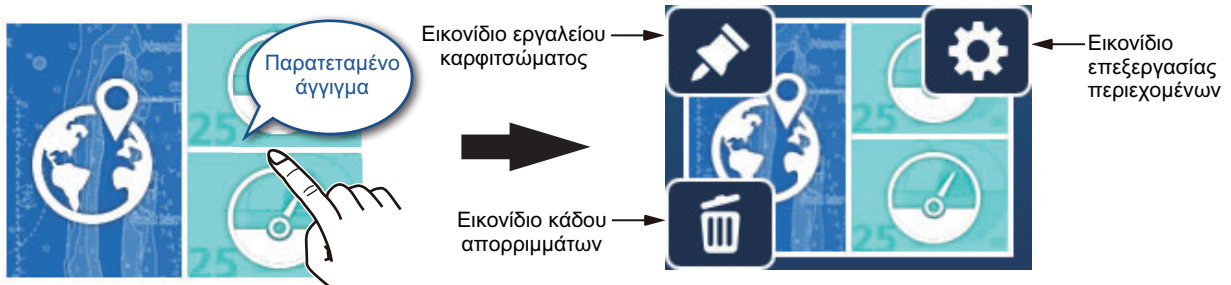 Παρατεταμένο
άγγιγμα
25
25
Εικονίδιο εργαλείου
καρφιτσώματος
Εικονίδιο κάδου
απορριμμάτων
25
25
Εικονίδιο
επεξεργασίας
περιεχομένων